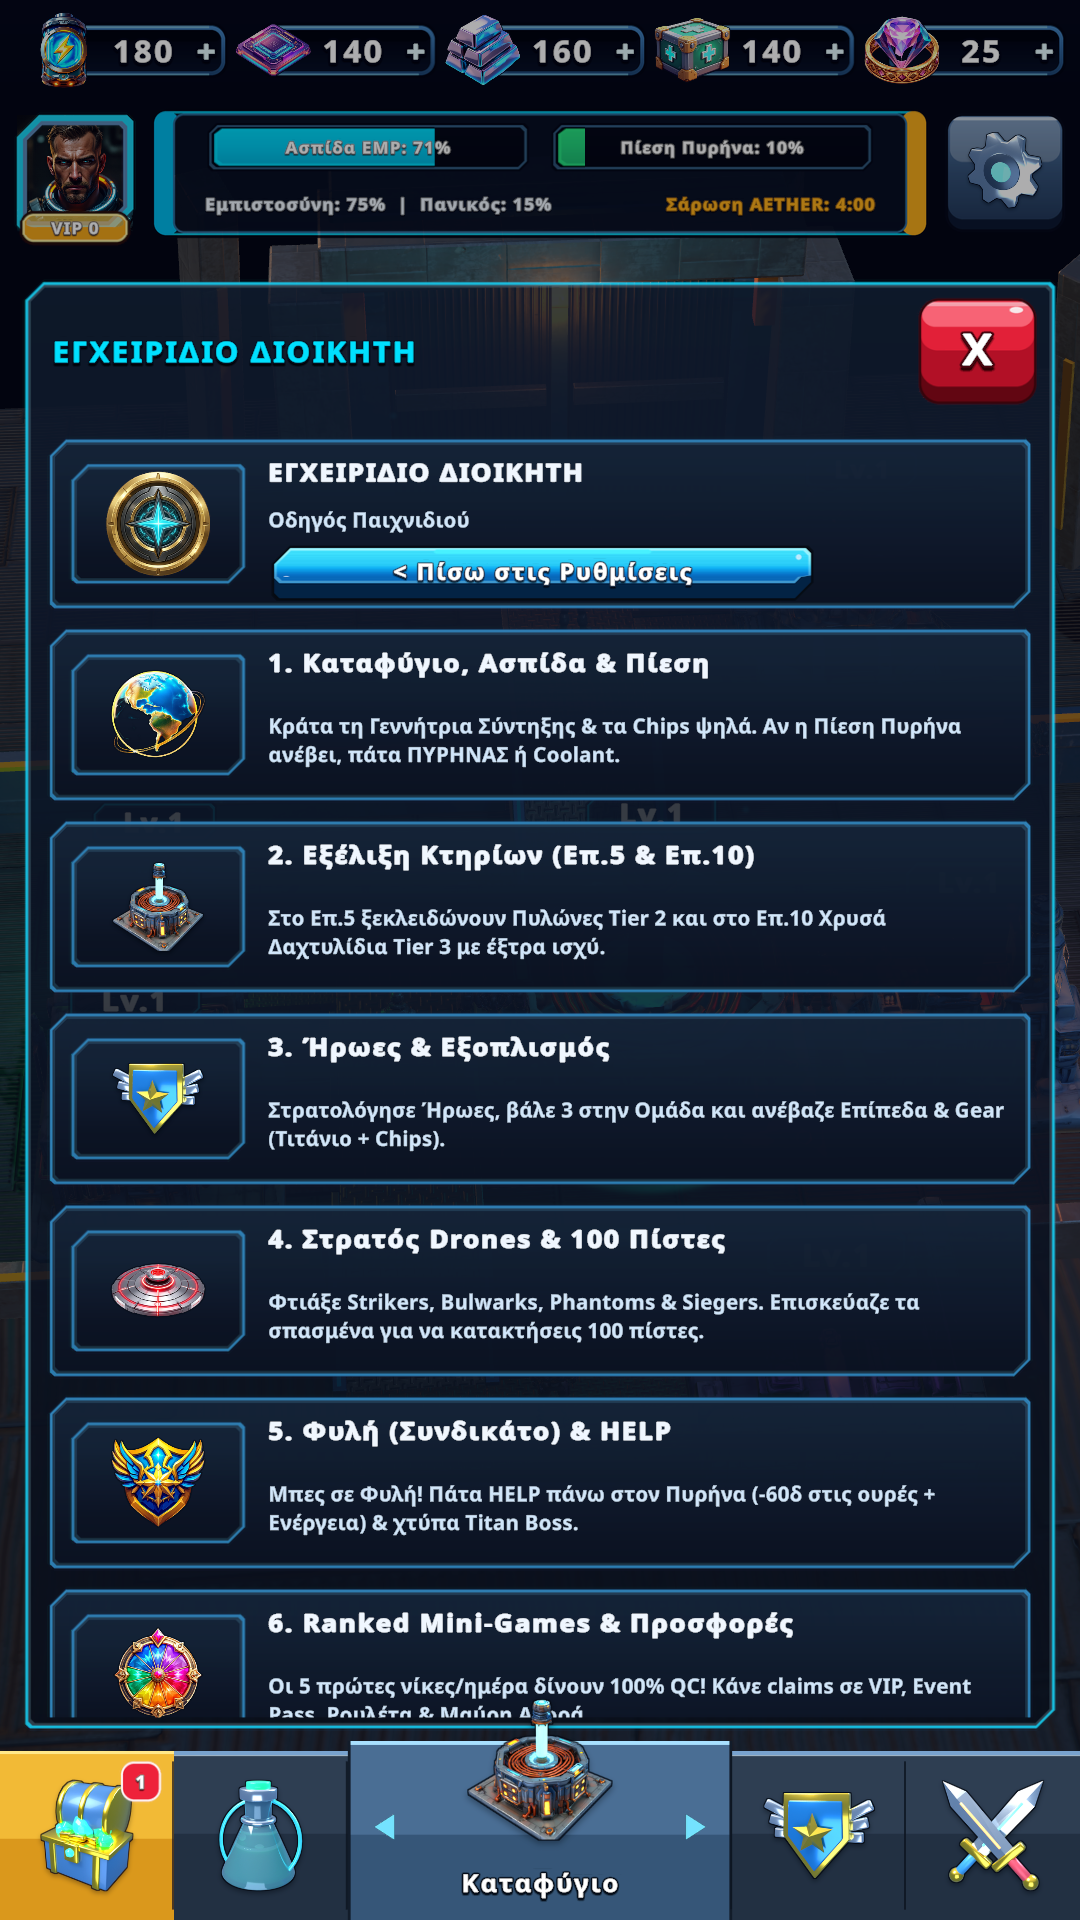 180 + 140 + 160 + 140 + 25 +
Ασπίδα EMP: 71% Πίεση Πυρήνα: 10%
VIP 0
Εμπιστοσύνη: 75% | Πανικός: 15% Σάρωση AETHER: 4:00
ΕΓΧΕΙΡΙΔΙΟ ΔΙΟΙΚΗΤΗ
X
ΕΓΧΕΙΡΙΔΙΟ ΔΙΟΙΚΗΤΗ
Οδηγός Παιχνιδιού
< Πίσω στις Ρυθμίσεις
1. Καταφύγιο, Ασπίδα & Πίεση
Κράτα τη Γεννήτρια Σύντηξης & τα Chips ψηλά. Αν η Πίεση Πυρήνα
ανέβει, πάτα ΠΥΡΗΝΑΣ ή Coolant.
Lv.1 Lv.1
2. Εξέλιξη Κτηρίων (Επ.5 & Επ.10)
Στο Επ.5 ξεκλειδώνουν Πυλώνες Tier 2 και στο Επ.10 Χρυσά
Δαχτυλίδια Tier 3 με έξτρα ισχύ.
Lv.1
3. Ήρωες & Εξοπλισμός
Στρατολόγησε Ήρωες, βάλε 3 στην Ομάδα και ανέβαζε Επίπεδα & Gear
(Τιτάνιο + Chips).
4. Στρατός Drones & 100 Πίστες
Φτιάξε Strikers, Bulwarks, Phantoms & Siegers. Επισκεύαζε τα
σπασμένα για να κατακτήσεις 100 πίστες.
5. Φυλή (Συνδικάτο) & HELP
Μπες σε Φυλή! Πάτα HELP πάνω στον Πυρήνα (-60δ στις ουρές +
Ενέργεια) & χτύπα Titan Boss.
6. Ranked Mini-Games & Προσφορές
Οι 5 πρώτες νίκες/ημέρα δίνουν 100% QC! Κάνε claims σε VIP, Event
Pass, Ρουλέτα & Μαύρη
1
Καταφύγιο